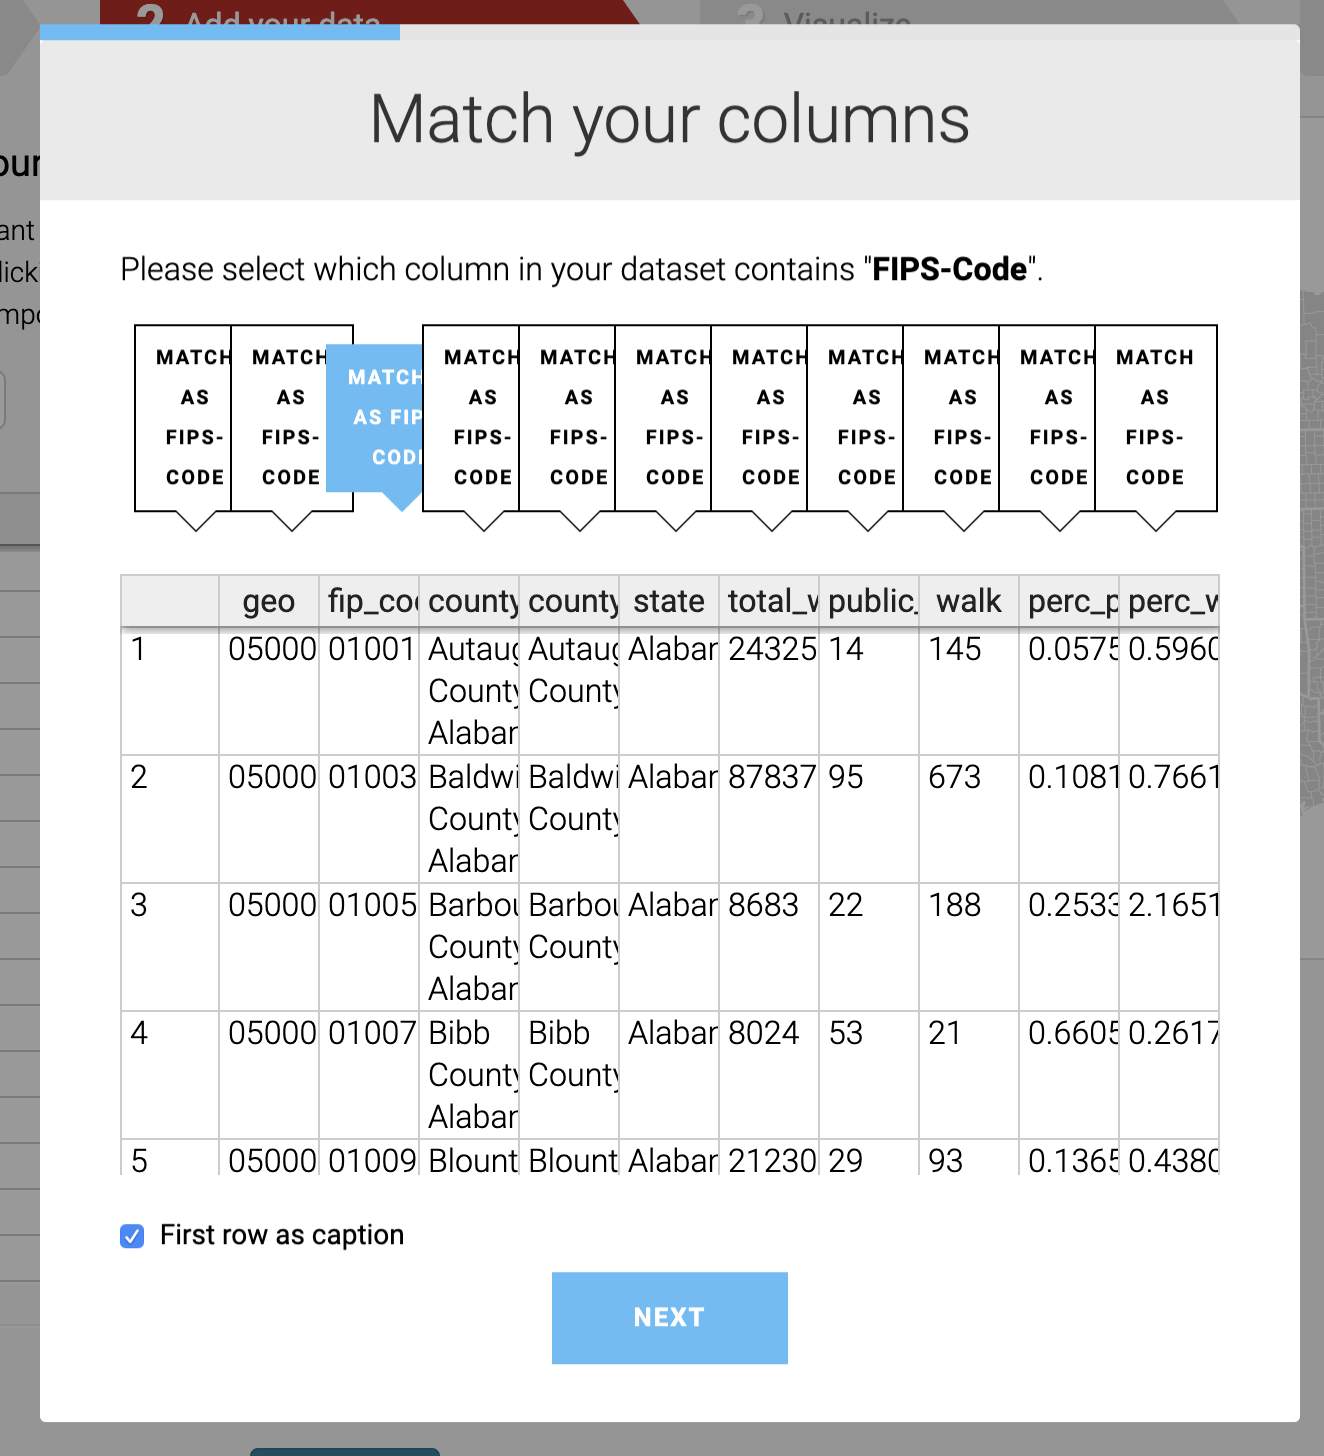 2 Add your data
3 Visualize
our
ant
lick
mpo
Match your columns
Please select which column in your dataset contains "FIPS-Code".
MATCH AS FIPS-CODE
MATCH AS FIPS-CODE
MATCH AS FIP CODE
MATCH AS FIPS-CODE
MATCH AS FIPS-CODE
MATCH AS FIPS-CODE
MATCH AS FIPS-CODE
MATCH AS FIPS-CODE
MATCH AS FIPS-CODE
MATCH AS FIPS-CODE
MATCH AS FIPS-CODE
geo fip_co county county state total_w public_ walk perc_p perc_w
1 05000 01001 Autaug Autaug Alabar 24325 14 145 0.0575 0.5960
County County
Alabar
2 05000 01003 Baldwi Baldwi Alabar 87837 95 673 0.1081 0.7661
County County
Alabar
3 05000 01005 Barbou Barbou Alabar 8683 22 188 0.2533 2.1651
County County
Alabar
4 05000 01007 Bibb Bibb Alabar 8024 53 21 0.6605 0.2617
County County
Alabar
5 05000 01009 Blount Blount Alabar 21230 29 93 0.1365 0.4380
First row as caption
NEXT